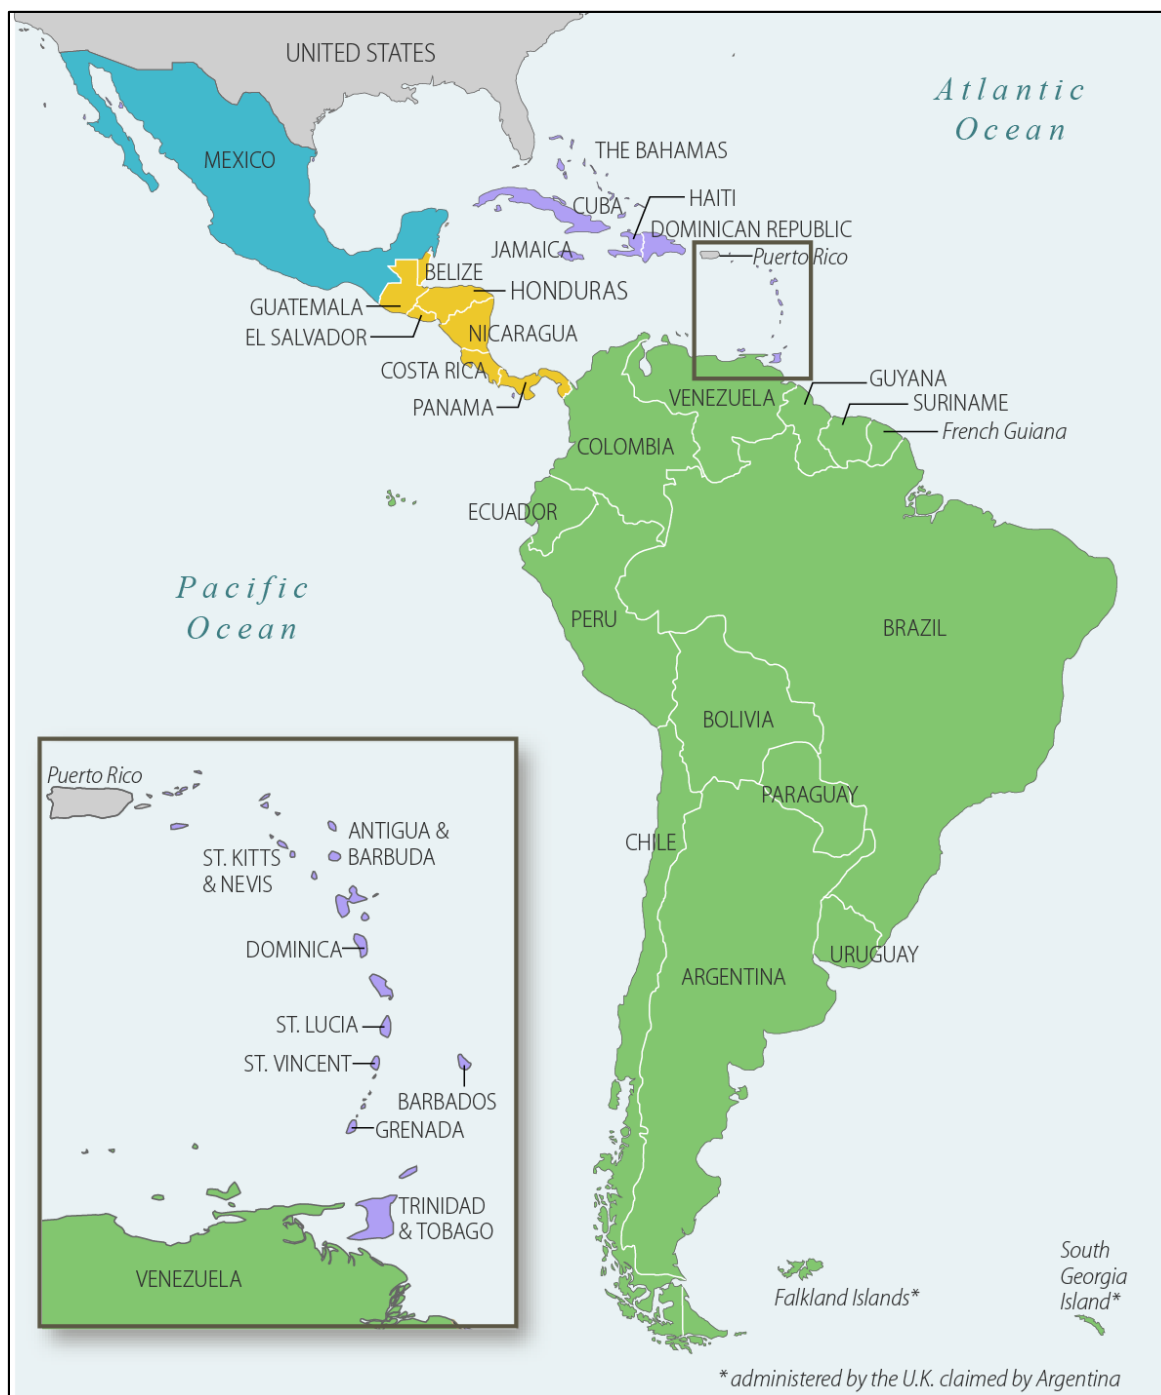 UNITED STATES
Atlantic
Ocean
MEXICO
THE BAHAMAS
CUBA
HAITI
DOMINICAN REPUBLIC
JAMAICA
Puerto Rico
BELIZE
HONDURAS
GUATEMALA
EL SALVADOR
NICARAGUA
COSTA RICA
PANAMA
GUYANA
VENEZUELA
SURINAME
French Guiana
COLOMBIA
ECUADOR
Pacific
Ocean
PERU
BRAZIL
BOLIVIA
PARAGUAY
CHILE
URUGUAY
ARGENTINA
Puerto Rico
ANTIGUA &
BARBUDA
ST. KITTS
& NEVIS
DOMINICA
ST. LUCIA
ST. VINCENT
BARBADOS
GRENADA
TRINIDAD
& TOBAGO
VENEZUELA
Falkland Islands*
South
Georgia
Island*
* administered by the U.K. claimed by Argentina